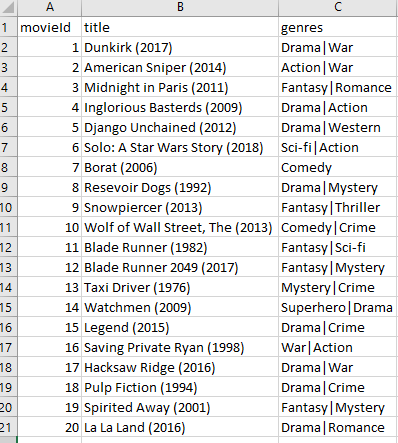 A B C
1 movieId title genres
2 1 Dunkirk (2017) Drama|War
3 2 American Sniper (2014) Action|War
4 3 Midnight in Paris (2011) Fantasy|Romance
5 4 Inglorious Basterds (2009) Drama|Action
6 5 Django Unchained (2012) Drama|Western
7 6 Solo: A Star Wars Story (2018) Sci-fi|Action
8 7 Borat (2006) Comedy
9 8 Resevoir Dogs (1992) Drama|Mystery
10 9 Snowpiercer (2013) Fantasy|Thriller
11 10 Wolf of Wall Street, The (2013) Comedy|Crime
12 11 Blade Runner (1982) Fantasy|Sci-fi
13 12 Blade Runner 2049 (2017) Fantasy|Mystery
14 13 Taxi Driver (1976) Mystery|Crime
15 14 Watchmen (2009) Superhero|Drama
16 15 Legend (2015) Drama|Crime
17 16 Saving Private Ryan (1998) War|Action
18 17 Hacksaw Ridge (2016) Drama|War
19 18 Pulp Fiction (1994) Drama|Crime
20 19 Spirited Away (2001) Fantasy|Mystery
21 20 La La Land (2016) Drama|Romance